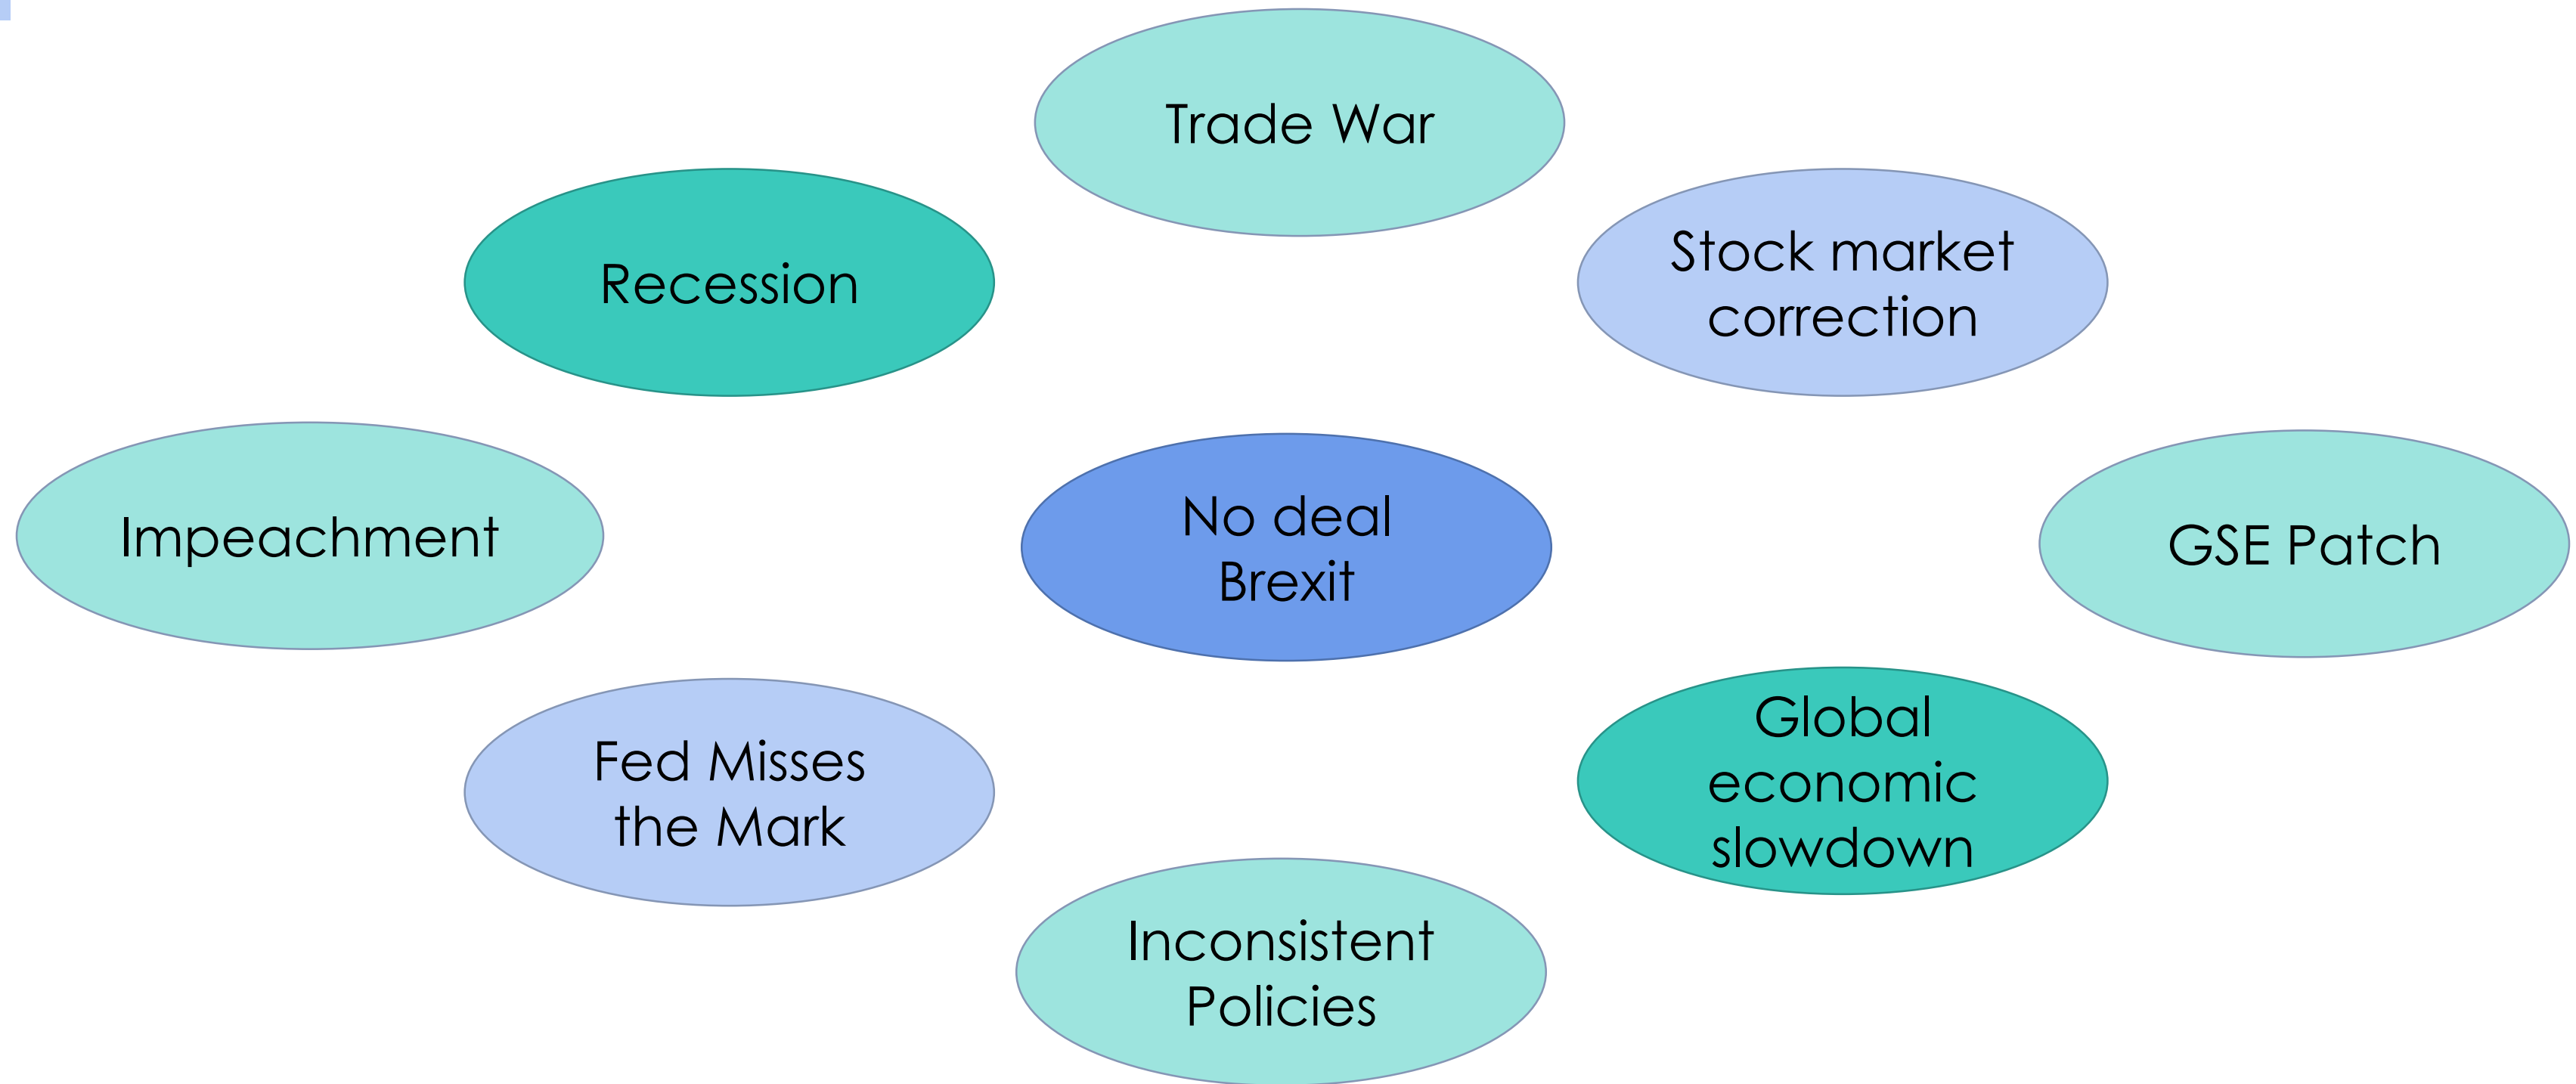 Trade War
Recession
Stock market
correction
Impeachment
No deal
Brexit
GSE Patch
Fed Misses
the Mark
Global
economic
slowdown
Inconsistent
Policies